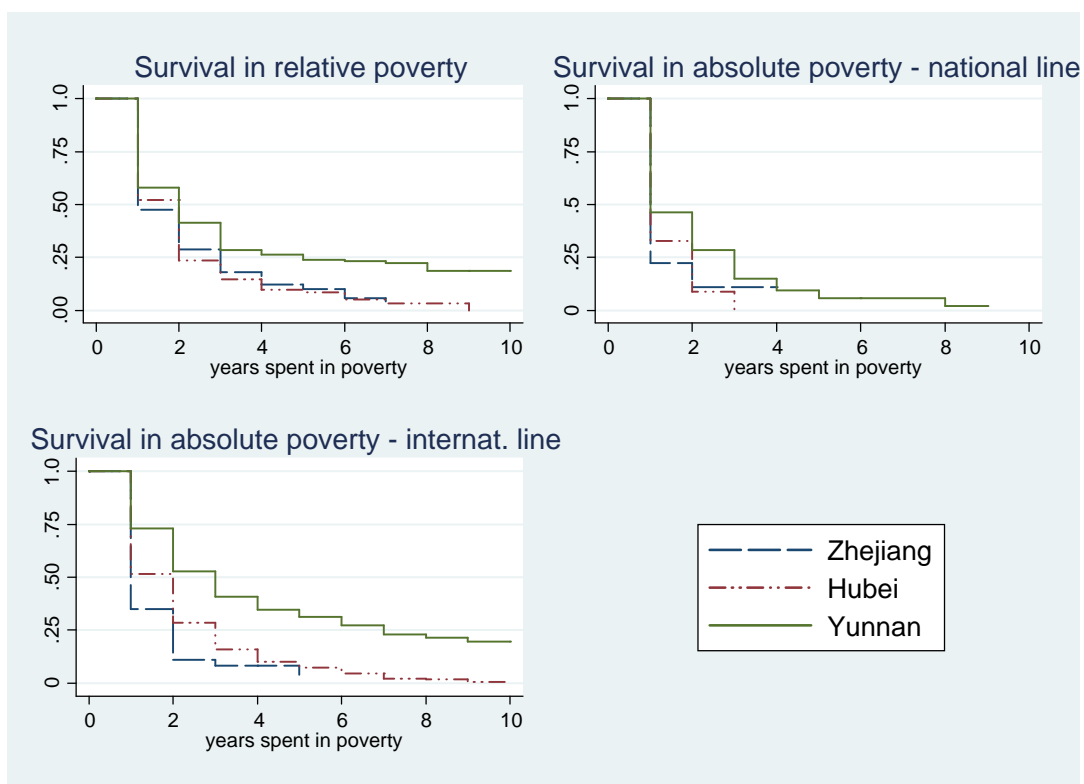 Survival in relative poverty
1.0
.75
.50
.25
.00
0 2 4 6 8 10
years spent in poverty
Survival in absolute poverty - national line
1.0
.75
.5
.25
0
0 2 4 6 8 10
years spent in poverty
Survival in absolute poverty - internat. line
1.0
.75
.50
.25
0
0 2 4 6 8 10
years spent in poverty
Zhejiang
Hubei
Yunnan